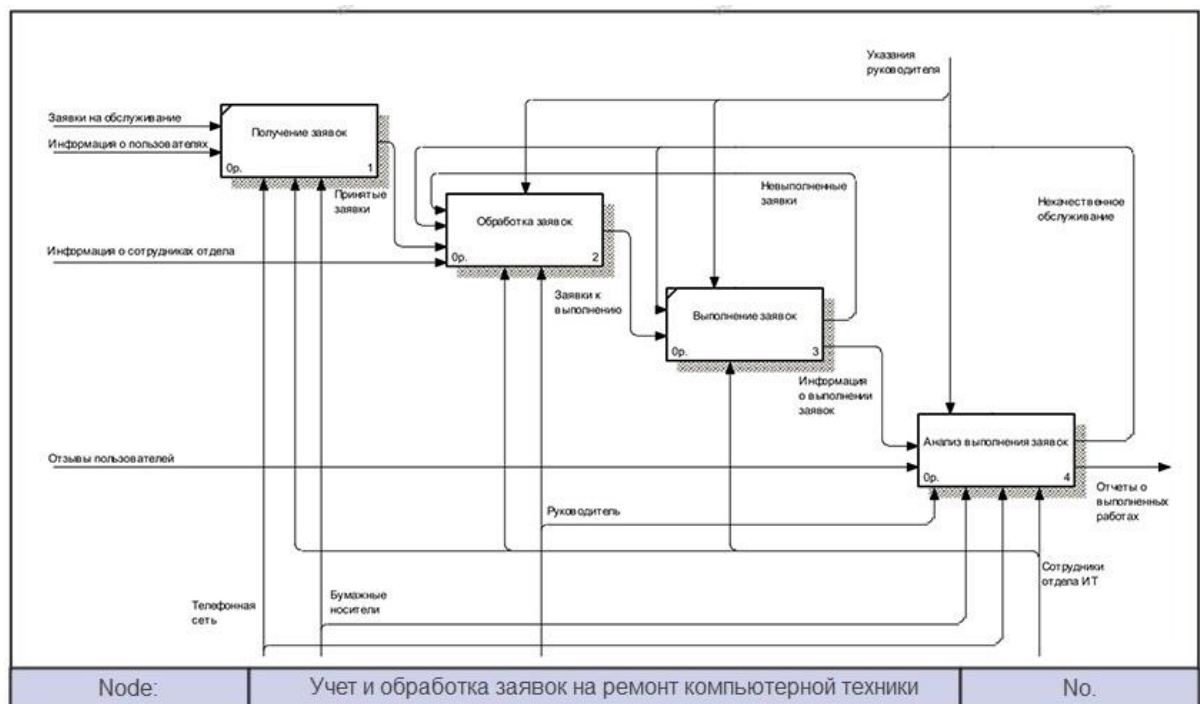 Указания
руководителя
Заявки на обслуживание
Информация о пользователях
Получение заявок
0р.
1
Принятые
заявки
Невыполненные
заявки
Некачественное
обслуживание
Обработка заявок
0р.
2
Информация о сотрудниках отдела
Заявки к
выполнению
Выполнение заявок
0р.
3
Информация
о выполнении
заявок
Анализ выполнения заявок
0р.
4
Отзывы пользователей
Отчеты о
выполненных
работах
Руководитель
Сотрудники
отдела ИТ
Бумажные
носители
Телефонная
сеть
Node:
Учет и обработка заявок на ремонт компьютерной техники
No.